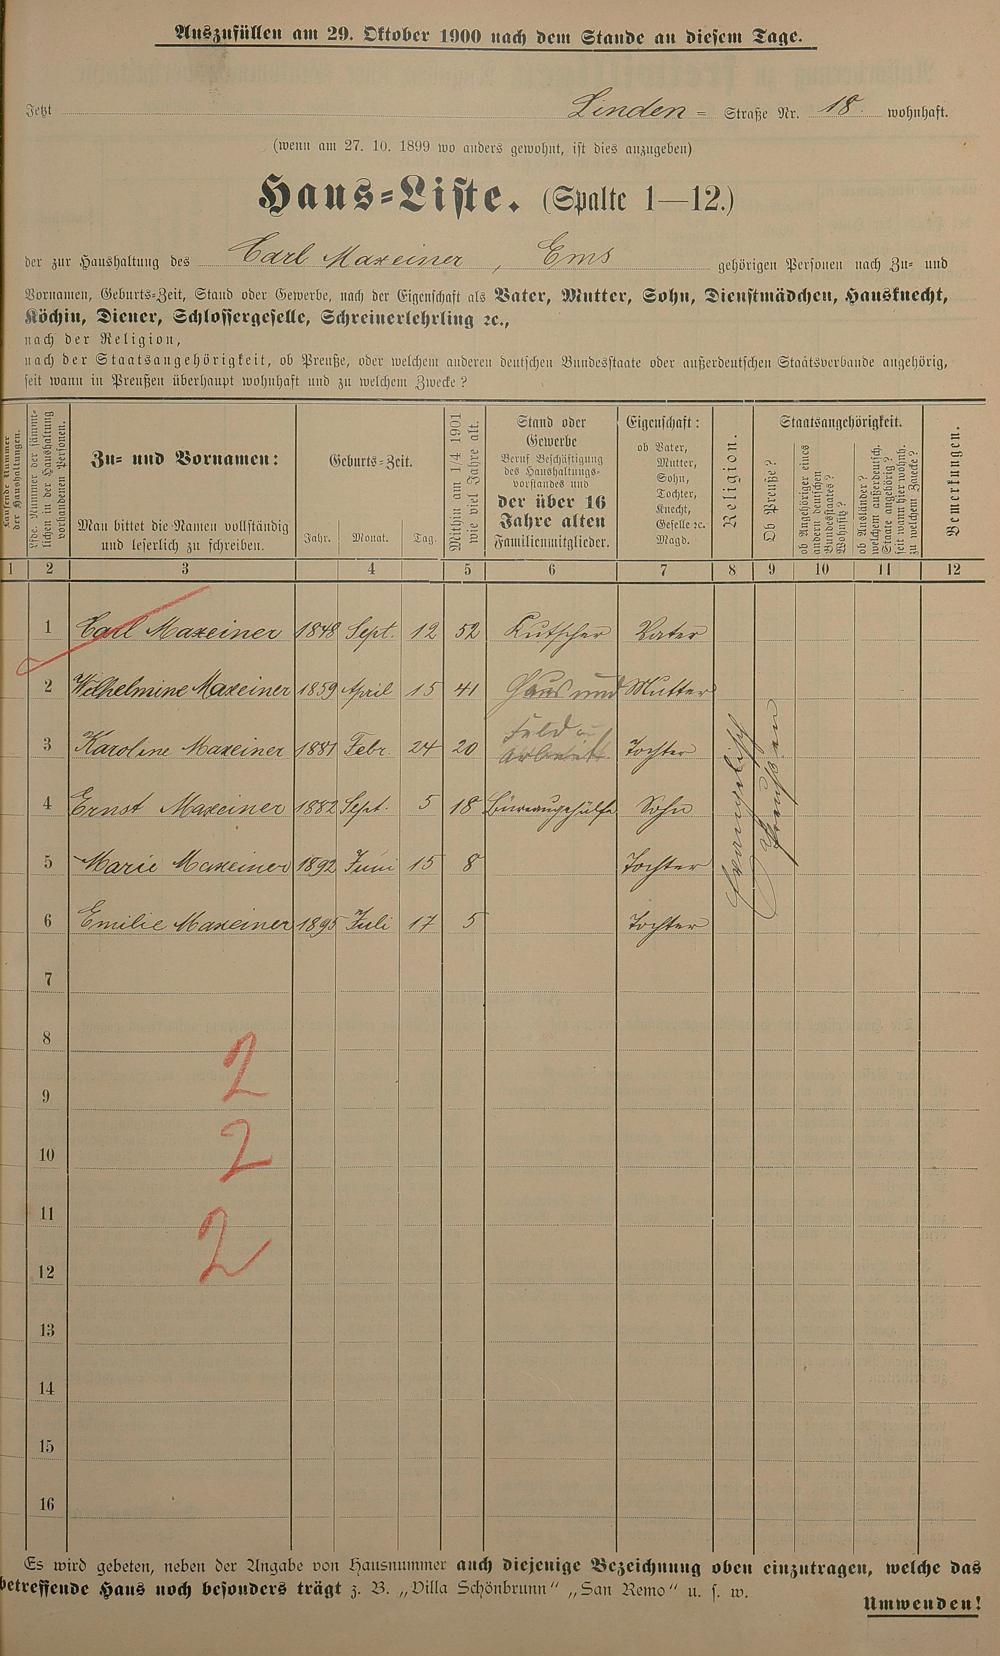 Auszufüllen am 29. Oktober 1900 nach dem Stande an diesem Tage.
Jetzt Linden = Straße Nr. 18. wohnhaft.
(wenn am 27. 10. 1899 wo anders gewohnt, ist dies anzugeben)
Haus=Liste. (Spalte 1—12.)
der zur Haushaltung des Carl Maxeiner, Ems gehörigen Personen nach Zu= und
Vornamen, Geburts=Zeit, Stand oder Gewerbe, nach der Eigenschaft als Vater, Mutter, Sohn, Dienstmädchen, Hausknecht,
Köchin, Diener, Schlossergeselle, Schreinerlehrling ꝛc.,
nach der Religion,
nach der Staatsangehörigkeit, ob Preuße, oder welchem anderen deutschen Bundesstaate oder außerdeutschen Staatsverbande angehörig,
seit wann in Preußen überhaupt wohnhaft und zu welchem Zwecke?
Laufende Nummer
der Haushaltungen.
Lfde. Nummer der sämmt=
lichen in der Haushaltung
vorhandenen Personen.
Zu= und Vornamen:
Man bittet die Namen vollständig
und leserlich zu schreiben.
Geburts=Zeit.
Jahr. Monat. Tag.
Mithin am 1/4 1901
wie viel Jahre alt.
Stand oder
Gewerbe
Beruf Beschäftigung
des Haushaltungs=
vorstandes und
der über 16
Jahre alten
Familienmitglieder.
Eigenschaft:
ob Vater,
Mutter,
Sohn,
Tochter,
Knecht,
Geselle ꝛc.
Magd.
Religion.
Staatsangehörigkeit.
Ob Preuße?
ob Angehöriger eines
andern deutschen
Bundesstaates?
Wohnsitz?
ob Ausländer?
welchem außerdeutsch.
Staate angehörig?
seit wann hier wohnh.
zu welchem Zwecke?
Bemerkungen.
1 2 3 4 5 6 7 8 9 10 11 12
1 Carl Maxeiner 1848 Sept. 12 52 Kutscher Vater
2 Wilhelmine Maxeiner 1859 April 15 41 Haus und Mutter
3 Karoline Maxeiner 1881 Febr. 24 20 Feld u Arbeit Tochter
4 Ernst Maxeiner 1882 Sept. 5 18 Büreaugehülfe Sohn
5 Marie Maxeiner 1892 Juni 15 8 Tochter
6 Emilie Maxeiner 1895 Juli 17 5 Tochter
Evangelisch
Preußen
7
8
2
9
10
2
11
2
12
13
14
15
16
Es wird gebeten, neben der Angabe von Hausnummer auch diejenige Bezeichnung oben einzutragen, welche das
betreffende Haus noch besonders trägt z. B. „Villa Schönbrunn" „San Remo" u. s. w.
Umwenden!